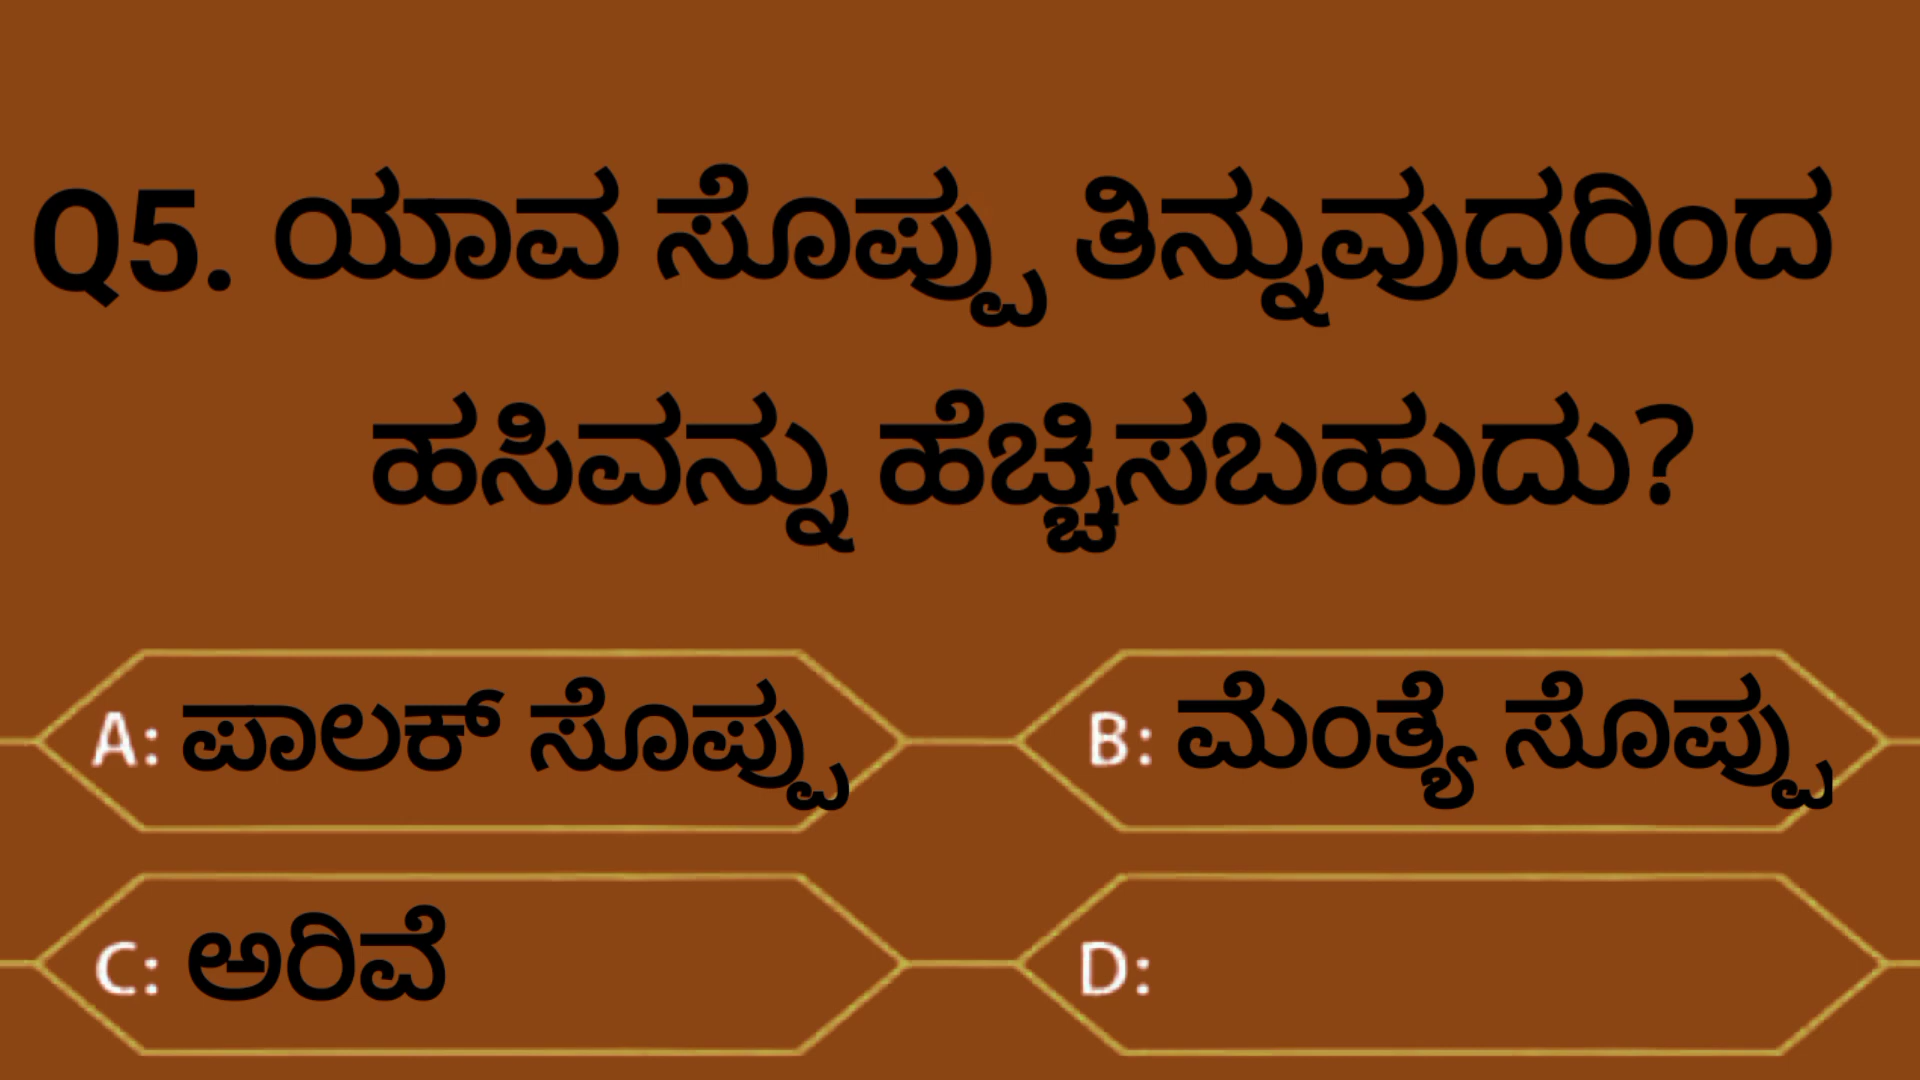 Q5. ಯಾವ ಸೊಪ್ಪು ತಿನ್ನುವುದರಿಂದ
ಹಸಿವನ್ನು ಹೆಚ್ಚಿಸಬಹುದು?
A: ಪಾಲಕ್ ಸೊಪ್ಪು
B: ಮೆಂತ್ಯೆ ಸೊಪ್ಪು
C: ಅರಿವೆ
D: